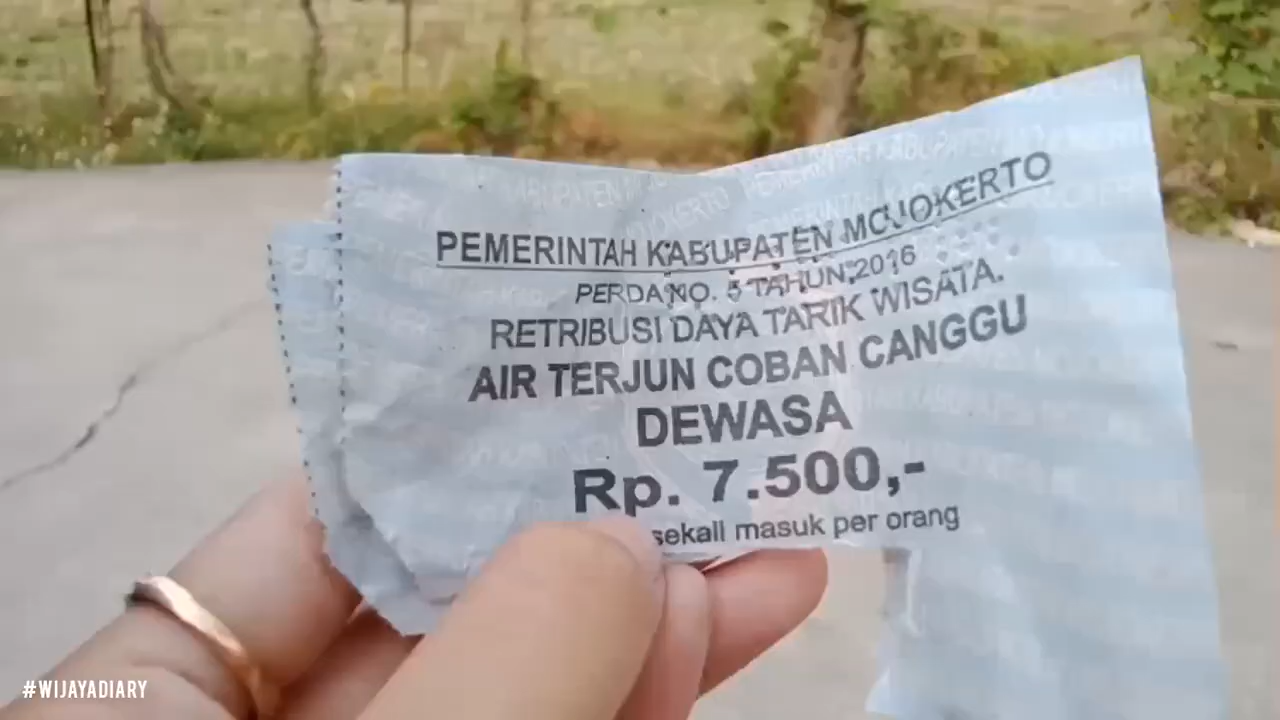 PEMERINTAH KABUPATEN MOJOKERTO
PERDA NO. 5 TAHUN 2016
RETRIBUSI DAYA TARIK WISATA.
AIR TERJUN COBAN CANGGU
DEWASA
Rp. 7.500,-
sekali masuk per orang
#WIJAYADIARY